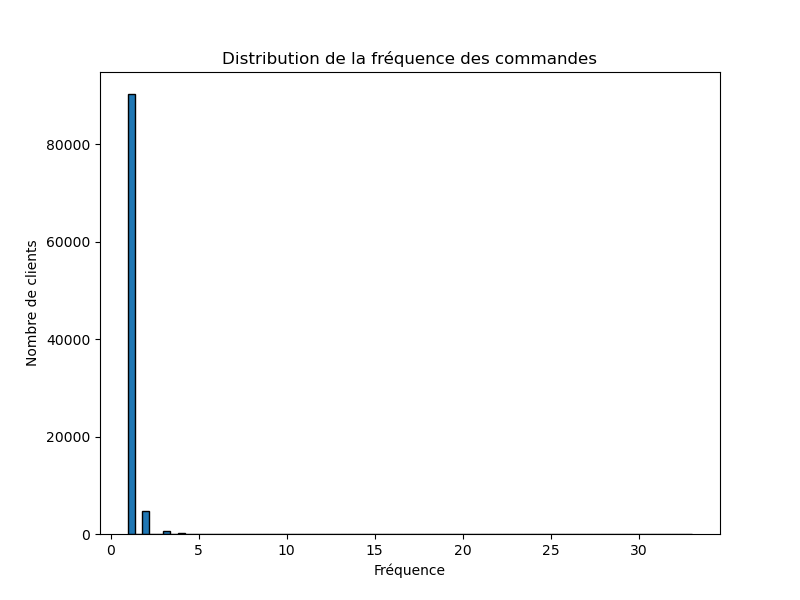 Distribution de la fréquence des commandes
80000
60000
40000
20000
0
Nombre de clients
0 5 10 15 20 25 30
Fréquence